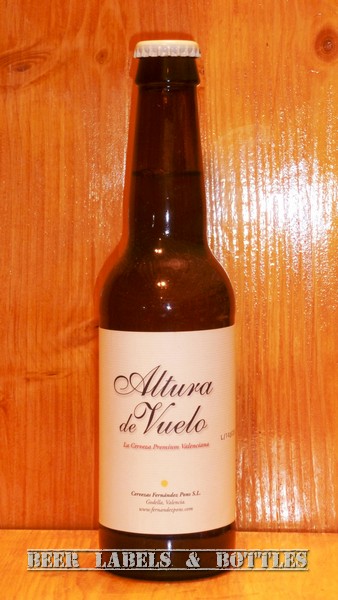 Altura
de Vuelo
La Cerveza Premium Valenciana
Cervezas Fernández Pons S.L.
Godella, Valencia.
www.fernandezpons.com
BEER LABELS & BOTTLES